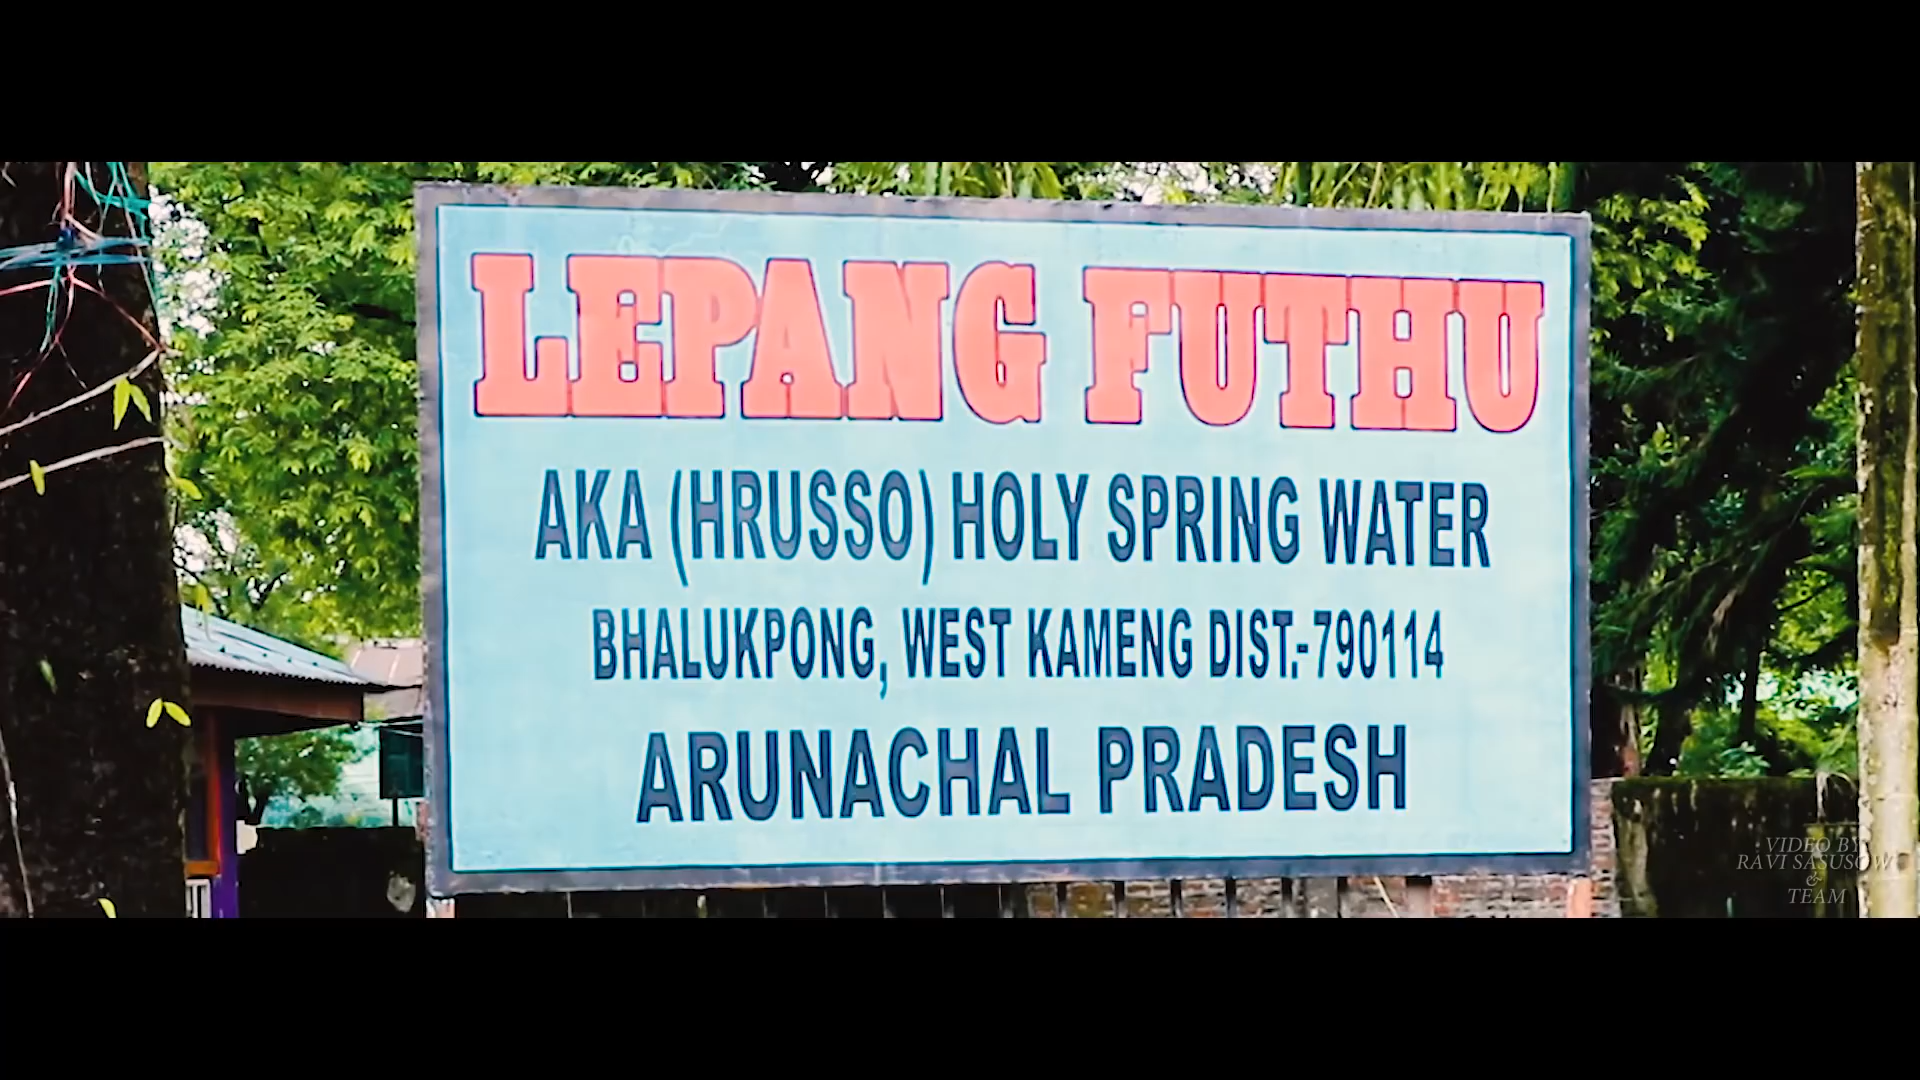 LEPANG FUTHU
AKA (HRUSSO) HOLY SPRING WATER
BHALUKPONG, WEST KAMENG DIST.-790114
ARUNACHAL PRADESH
VIDEO BY
RAVI SASUSOW
&
TEAM